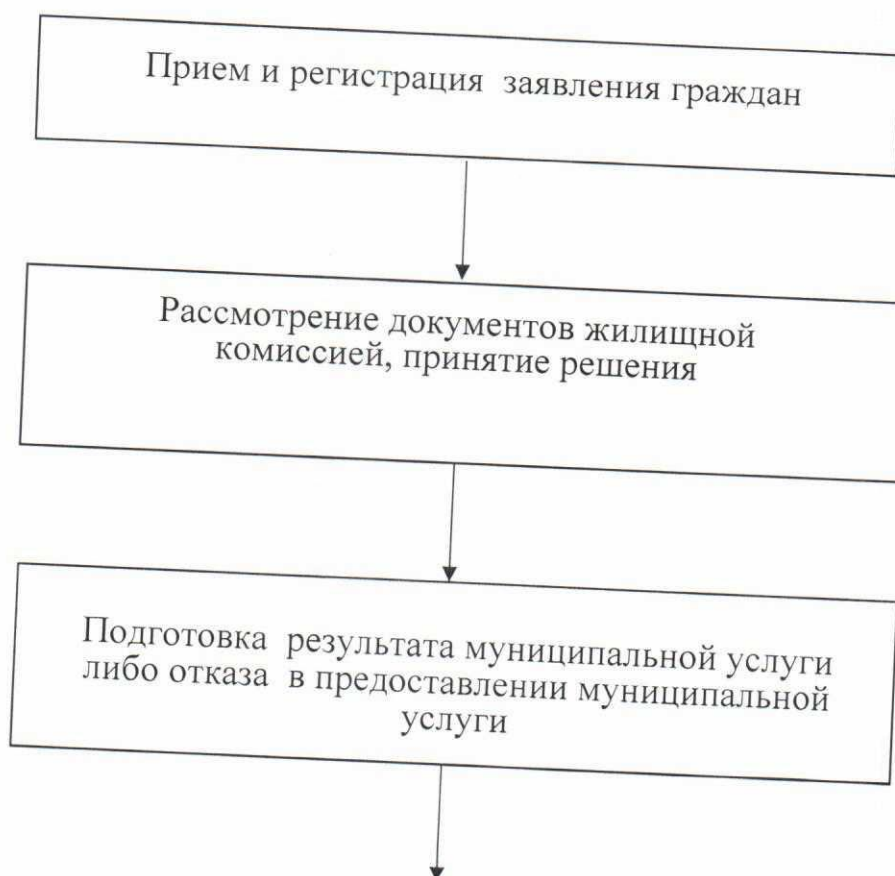 Прием и регистрация заявления граждан
Рассмотрение документов жилищной
комиссией, принятие решения
Подготовка результата муниципальной услуги
либо отказа в предоставлении муниципальной
услуги